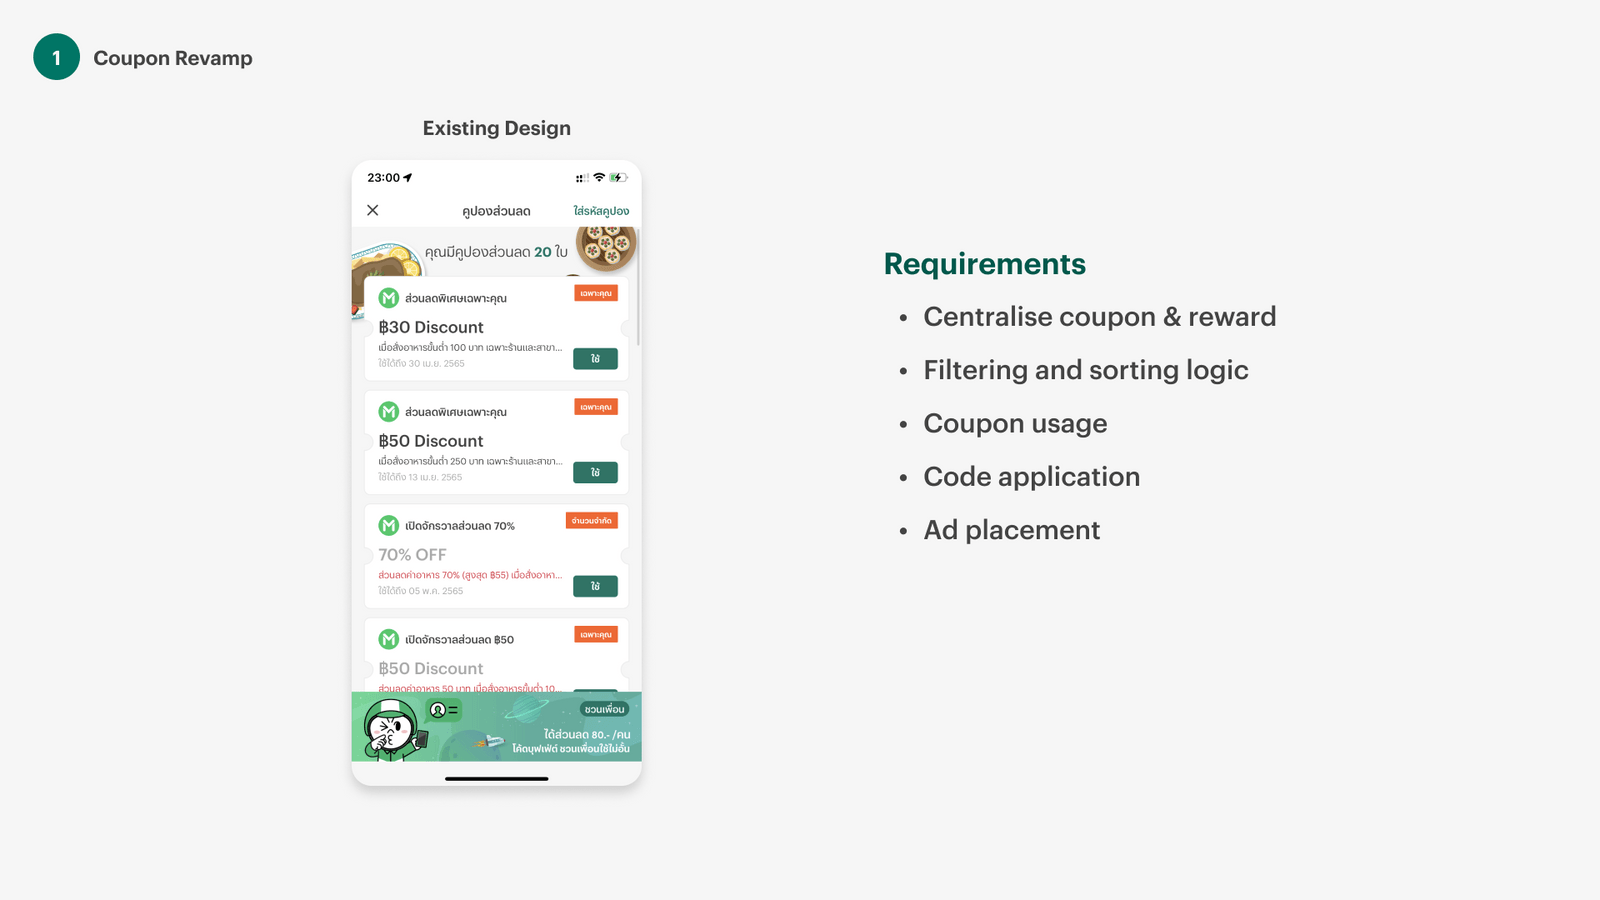 1 Coupon Revamp
Existing Design
23:00
คูปองส่วนลด ใส่รหัสคูปอง
คุณมีคูปองส่วนลด 20 ใบ
ส่วนลดพิเศษเฉพาะคุณ เฉพาะคุณ
฿30 Discount
เมื่อสั่งอาหารขั้นต่ำ 100 บาท เฉพาะร้านและสาขา...
ใช้ได้ถึง 30 เม.ย. 2565
ใช้
ส่วนลดพิเศษเฉพาะคุณ เฉพาะคุณ
฿50 Discount
เมื่อสั่งอาหารขั้นต่ำ 250 บาท เฉพาะร้านและสาขา...
ใช้ได้ถึง 13 เม.ย. 2565
ใช้
เปิดจักรวาลส่วนลด 70% จำนวนจำกัด
70% OFF
ส่วนลดค่าอาหาร 70% (สูงสุด ฿55) เมื่อสั่งอาหา...
ใช้ได้ถึง 05 พ.ค. 2565
ใช้
เปิดจักรวาลส่วนลด ฿50 เฉพาะคุณ
฿50 Discount
ส่วนลดค่าอาหาร 50 บาท เมื่อสั่งอาหารขั้นต่ำ 10...
ชวนเพื่อน
ได้ส่วนลด 80.- /คน
โค้ดบุฟเฟ่ต์ ชวนเพื่อนใช้ไม่อั้น
Requirements
• Centralise coupon & reward
• Filtering and sorting logic
• Coupon usage
• Code application
• Ad placement